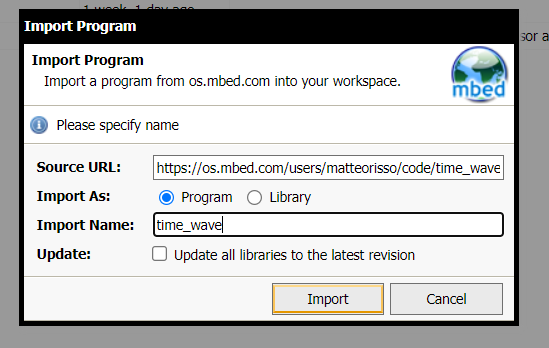 1 week, 1 day ago
sor a
Import Program
Import Program
Import a program from os.mbed.com into your workspace.
mbed
Please specify name
Source URL: https://os.mbed.com/users/matteorisso/code/time_wave
Import As: Program Library
Import Name: time_wave
Update: Update all libraries to the latest revision
Import Cancel